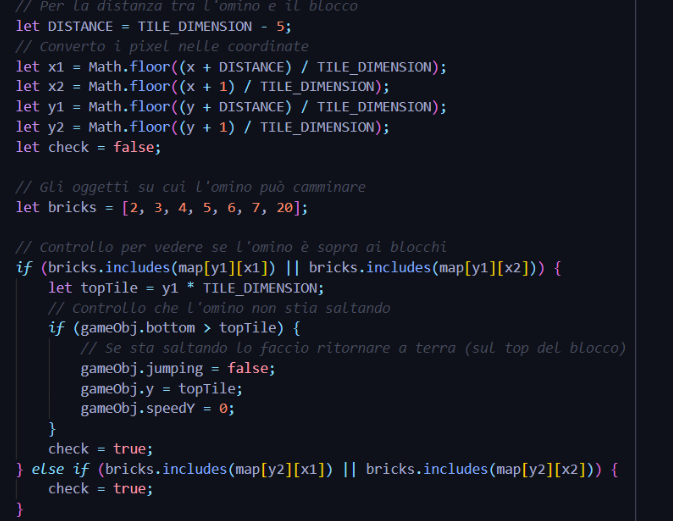 // Per la distanza tra l'omino e il blocco
let DISTANCE = TILE_DIMENSION - 5;
// Converto i pixel nelle coordinate
let x1 = Math.floor((x + DISTANCE) / TILE_DIMENSION);
let x2 = Math.floor((x + 1) / TILE_DIMENSION);
let y1 = Math.floor((y + DISTANCE) / TILE_DIMENSION);
let y2 = Math.floor((y + 1) / TILE_DIMENSION);
let check = false;

// Gli oggetti su cui l'omino può camminare
let bricks = [2, 3, 4, 5, 6, 7, 20];

// Controllo per vedere se l'omino è sopra ai blocchi
if (bricks.includes(map[y1][x1]) || bricks.includes(map[y1][x2])) {
    let topTile = y1 * TILE_DIMENSION;
    // Controllo che l'omino non stia saltando
    if (gameObj.bottom > topTile) {
        // Se sta saltando lo faccio ritornare a terra (sul top del blocco)
        gameObj.jumping = false;
        gameObj.y = topTile;
        gameObj.speedY = 0;
    }
    check = true;
} else if (bricks.includes(map[y2][x1]) || bricks.includes(map[y2][x2])) {
    check = true;
}